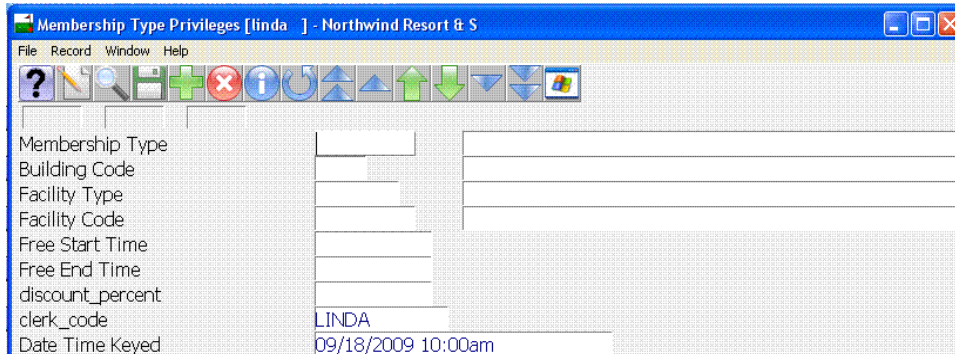 Membership Type Privileges [linda ] - Northwind Resort & S
File Record Window Help
?
Membership Type
Building Code
Facility Type
Facility Code
Free Start Time
Free End Time
discount_percent
clerk_code LINDA
Date Time Keyed 09/18/2009 10:00am